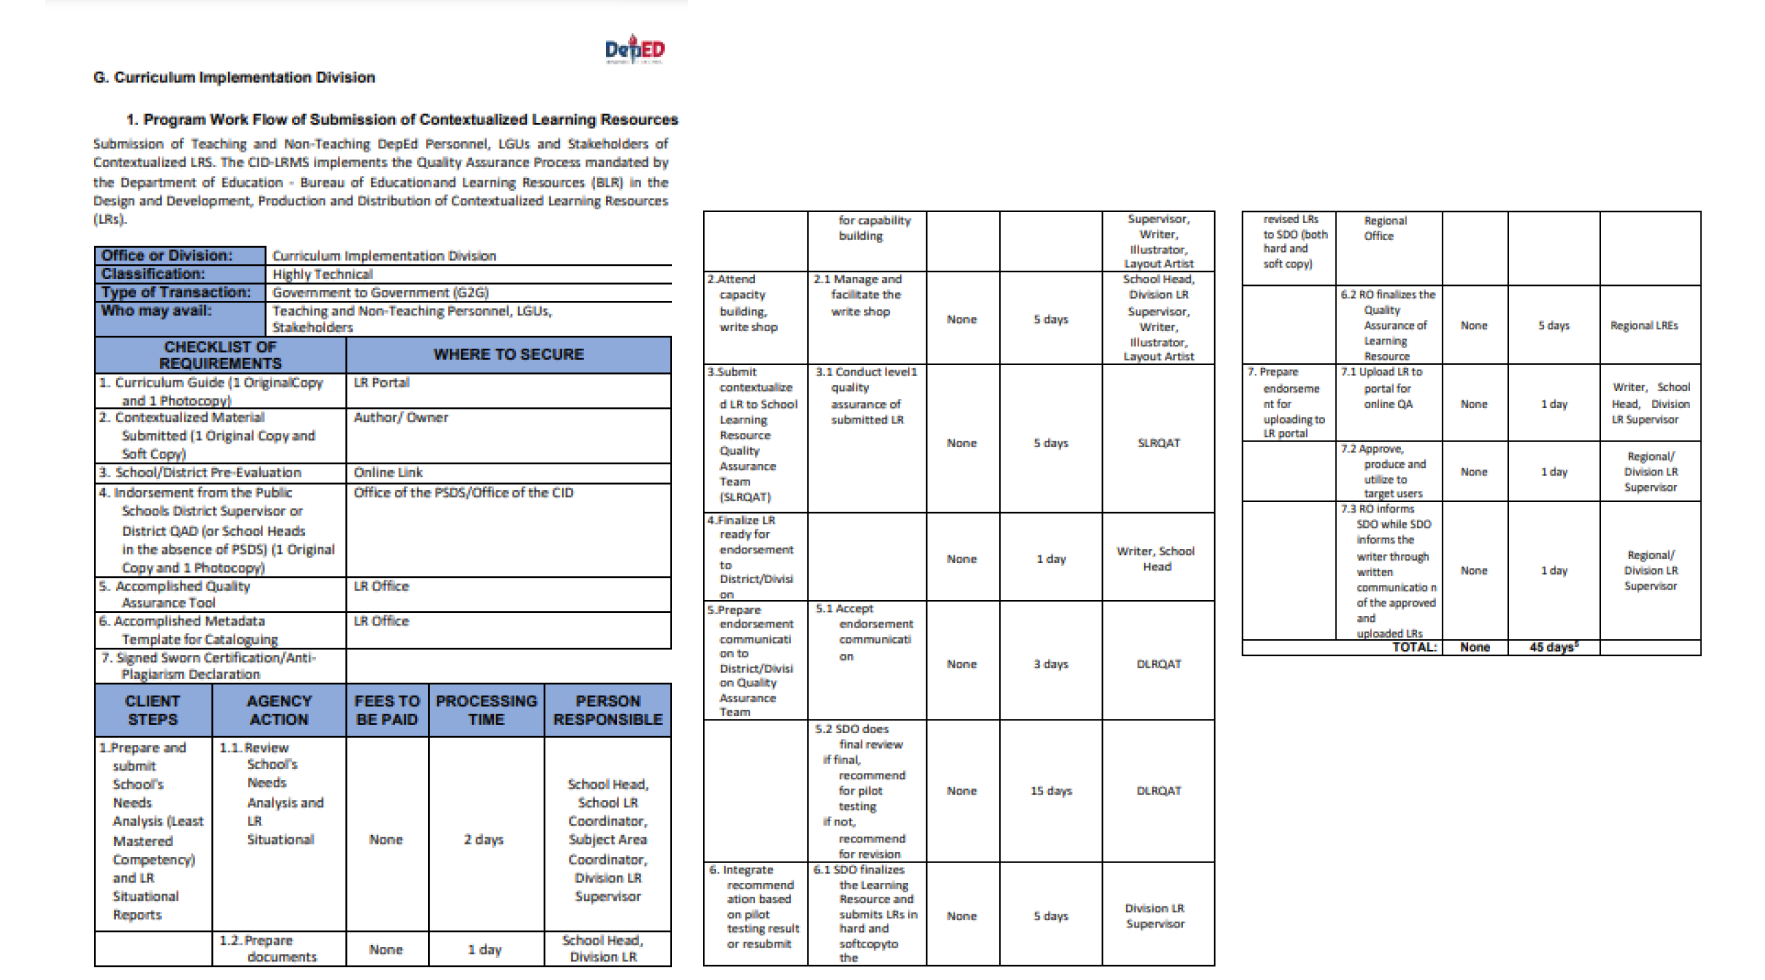 DepED
G. Curriculum Implementation Division
1. Program Work Flow of Submission of Contextualized Learning Resources
Submission of Teaching and Non-Teaching DepEd Personnel, LGUs and Stakeholders of
Contextualized LRS. The CID-LRMS implements the Quality Assurance Process mandated by
the Department of Education - Bureau of Educationand Learning Resources (BLR) in the
Design and Development, Production and Distribution of Contextualized Learning Resources
(LRs).
Office or Division: Curriculum Implementation Division
Classification: Highly Technical
Type of Transaction: Government to Government (G2G)
Who may avail: Teaching and Non-Teaching Personnel, LGUs,
Stakeholders
CHECKLIST OF
REQUIREMENTS
WHERE TO SECURE
1. Curriculum Guide (1 OriginalCopy
and 1 Photocopy)
LR Portal
2. Contextualized Material
Submitted (1 Original Copy and
Soft Copy)
Author/ Owner
3. School/District Pre-Evaluation
Online Link
4. Indorsement from the Public
Schools District Supervisor or
District QAD (or School Heads
in the absence of PSDS) (1 Original
Copy and 1 Photocopy)
Office of the PSDS/Office of the CID
5. Accomplished Quality
Assurance Tool
LR Office
6. Accomplished Metadata
Template for Cataloguing
LR Office
7. Signed Sworn Certification/Anti-
Plagiarism Declaration
CLIENT
STEPS
AGENCY
ACTION
FEES TO
BE PAID
PROCESSING
TIME
PERSON
RESPONSIBLE
1.Prepare and
submit
School's
Needs
Analysis (Least
Mastered
Competency)
and LR
Situational
Reports
1.1. Review
School's
Needs
Analysis and
LR
Situational
None
2 days
School Head,
School LR
Coordinator,
Subject Area
Coordinator,
Division LR
Supervisor
1.2. Prepare
documents
None
1 day
School Head,
Division LR
for capability
building
Supervisor,
Writer,
Illustrator,
Layout Artist
2.Attend
capacity
building,
write shop
2.1 Manage and
facilitate the
write shop
None
5 days
School Head,
Division LR
Supervisor,
Writer,
Illustrator,
Layout Artist
3.Submit
contextualize
d LR to School
Learning
Resource
Quality
Assurance
Team
(SLRQAT)
3.1 Conduct level1
quality
assurance of
submitted LR
None
5 days
SLRQAT
4.Finalize LR
ready for
endorsement
to
District/Divisi
on
None
1 day
Writer, School
Head
5.Prepare
endorsement
communicati
on to
District/Divisi
on Quality
Assurance
Team
5.1 Accept
endorsement
communicati
on
None
3 days
DLRQAT
5.2 SDO does
final review
if final,
recommend
for pilot
testing
if not,
recommend
for revision
None
15 days
DLRQAT
6. Integrate
recommend
ation based
on pilot
testing result
or resubmit
6.1 SDO finalizes
the Learning
Resource and
submits LRs in
hard and
softcopyto
the
None
5 days
Division LR
Supervisor
revised LRs
to SDO (both
hard and
soft copy)
Regional
Office
6.2 RO finalizes the
Quality
Assurance of
Learning
Resource
None
5 days
Regional LREs
7. Prepare
endorseme
nt for
uploading to
LR portal
7.1 Upload LR to
portal for
online QA
None
1 day
Writer, School
Head, Division
LR Supervisor
7.2 Approve,
produce and
utilize to
target users
None
1 day
Regional/
Division LR
Supervisor
7.3 RO informs
SDO while SDO
informs the
writer through
written
communicatio n
of the approved
and
uploaded LRs
None
1 day
Regional/
Division LR
Supervisor
TOTAL: None 45 days⁵